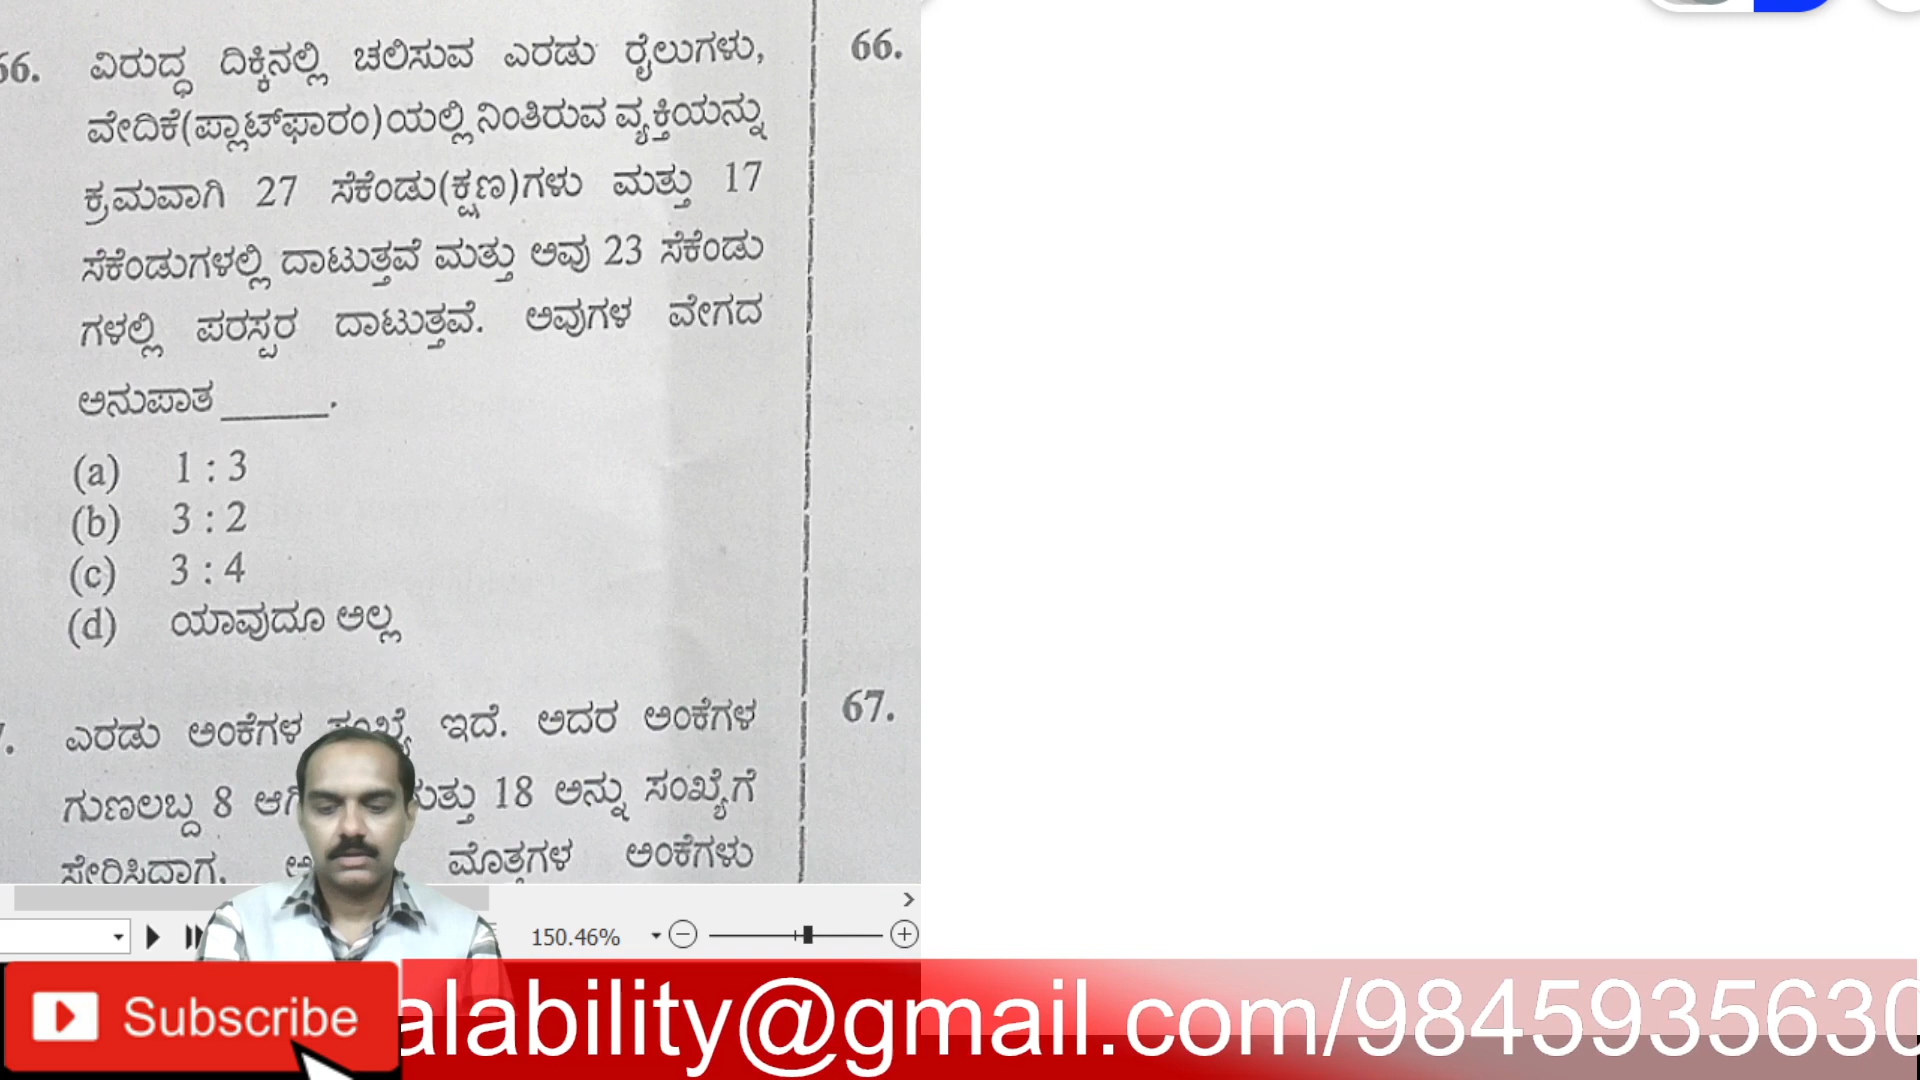 66.
ವಿರುದ್ಧ ದಿಕ್ಕಿನಲ್ಲಿ ಚಲಿಸುವ ಎರಡು ರೈಲುಗಳು,
ವೇದಿಕೆ(ಪ್ಲಾಟ್‌ಫಾರಂ)ಯಲ್ಲಿ ನಿಂತಿರುವ ವ್ಯಕ್ತಿಯನ್ನು
ಕ್ರಮವಾಗಿ 27 ಸೆಕೆಂಡು(ಕ್ಷಣ)ಗಳು ಮತ್ತು 17
ಸೆಕೆಂಡುಗಳಲ್ಲಿ ದಾಟುತ್ತವೆ ಮತ್ತು ಅವು 23 ಸೆಕೆಂಡು
ಗಳಲ್ಲಿ ಪರಸ್ಪರ ದಾಟುತ್ತವೆ. ಅವುಗಳ ವೇಗದ
ಅನುಪಾತ ______.
(a) 1 : 3
(b) 3 : 2
(c) 3 : 4
(d) ಯಾವುದೂ ಅಲ್ಲ
66.
ಎರಡು ಅಂಕೆಗಳ ಇದೆ. ಅದರ ಅಂಕೆಗಳ
ಗುಣಲಬ್ದ 8 18 ಅನ್ನು ಸಂಖ್ಯೆಗೆ
ಸೇರಿಸಿದಾಗ, ಮೊತ್ತಗಳ ಅಂಕೆಗಳು
67.
150.46%
Subscribe
alability@gmail.com/9845935630